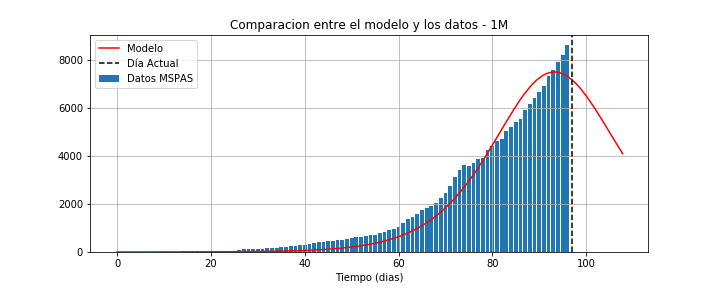 Comparacion entre el modelo y los datos - 1M
Modelo
Día Actual
Datos MSPAS
8000
6000
4000
2000
0
0 20 40 60 80 100
Tiempo (dias)